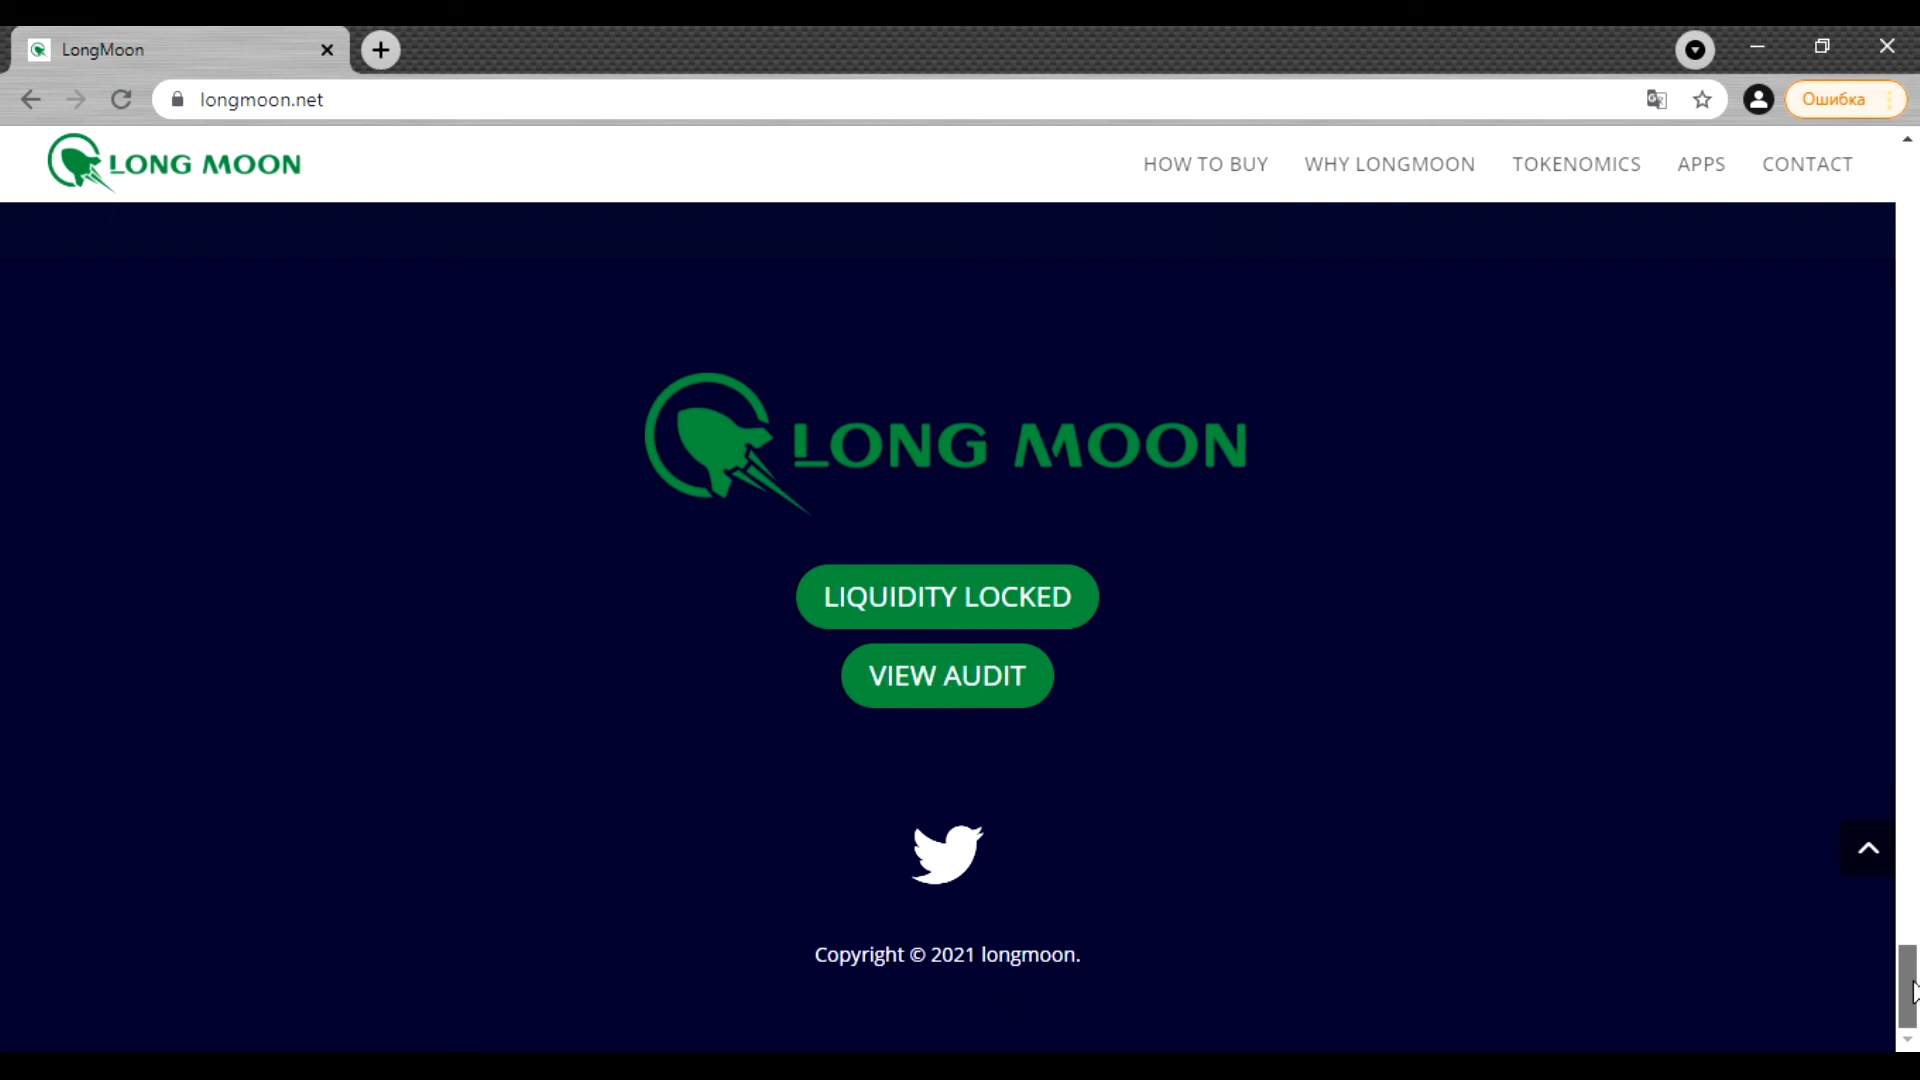 LongMoon
longmoon.net
Ошибка
LONG MOON
HOW TO BUY
WHY LONGMOON
TOKENOMICS
APPS
CONTACT
LONG MOON
LIQUIDITY LOCKED
VIEW AUDIT
Copyright © 2021 longmoon.